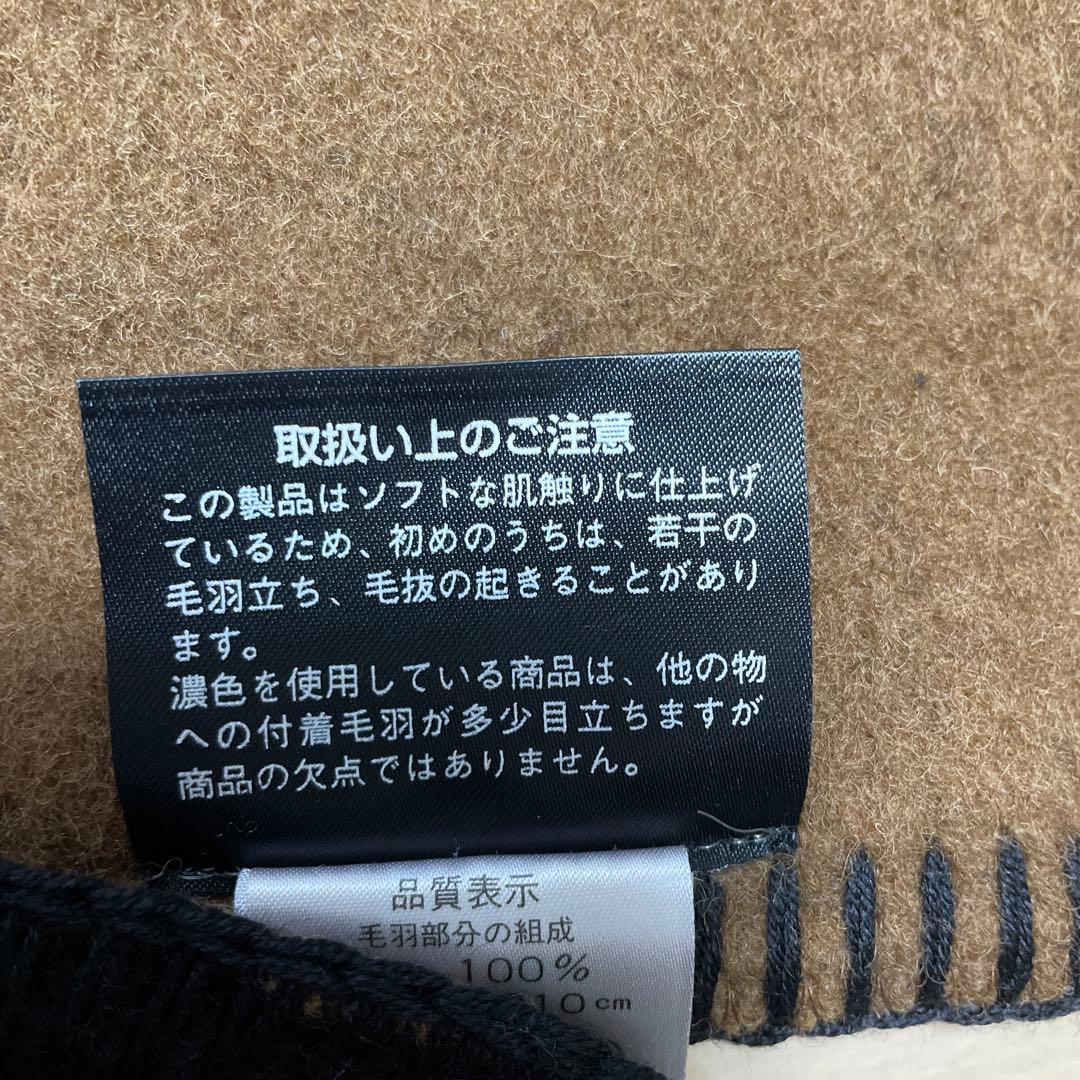 取扱い上のご注意
この製品はソフトな肌触りに仕上げ
ているため、初めのうちは、若干の
毛羽立ち、毛抜の起きることがあり
ます。
濃色を使用している商品は、他の物
への付着毛羽が多少目立ちますが
商品の欠点ではありません。
品質表示
毛羽部分の組成
100%
10cm